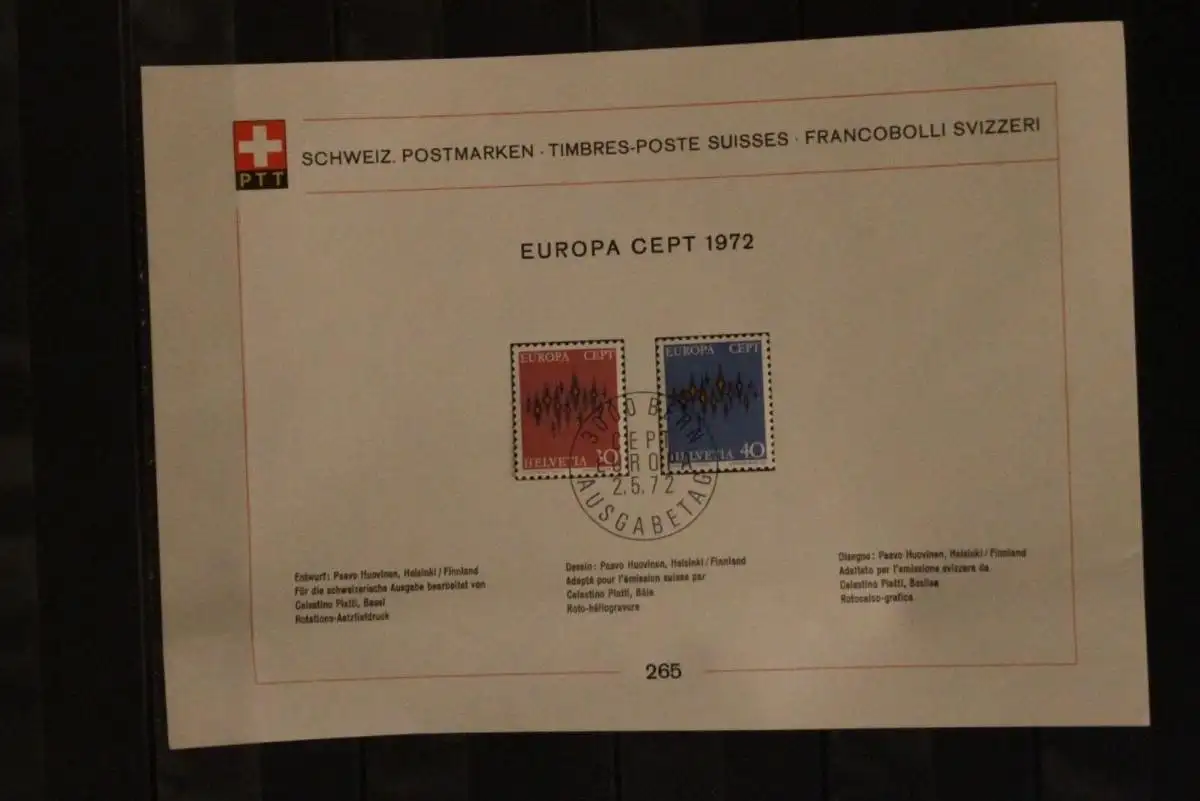 SCHWEIZ. POSTMARKEN · TIMBRES-POSTE SUISSES · FRANCOBOLLI SVIZZERI
PTT
EUROPA CEPT 1972
EUROPA CEPT
HELVETIA 30
EUROPA CEPT
HELVETIA 40
3000 BERN
CEPT
EUROPA
2.5.72
AUSGABETAG
Entwurf: Paavo Huovinen, Helsinki/Finnland
Für die schweizerische Ausgabe bearbeitet von
Celestino Piatti, Basel
Rotations-Aetztiefdruck
Dessin: Paavo Huovinen, Helsinki/Finnland
Adapté pour l'émission suisse par
Celestino Piatti, Bâle
Roto-héliogravure
Disegno: Paavo Huovinen, Helsinki/Finnland
Adattato per l'emissione svizzera da
Celestino Piatti, Basilea
Rotocalco-grafica
265